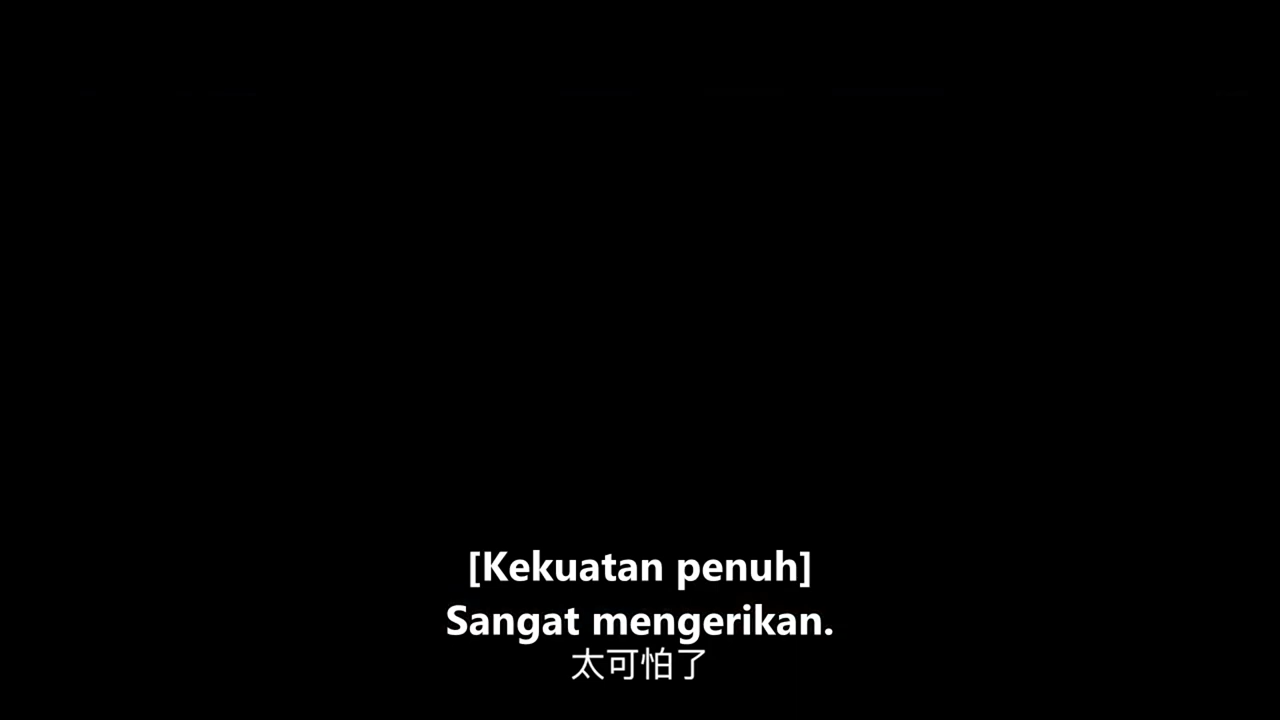 [Kekuatan penuh]
Sangat mengerikan.
太可怕了